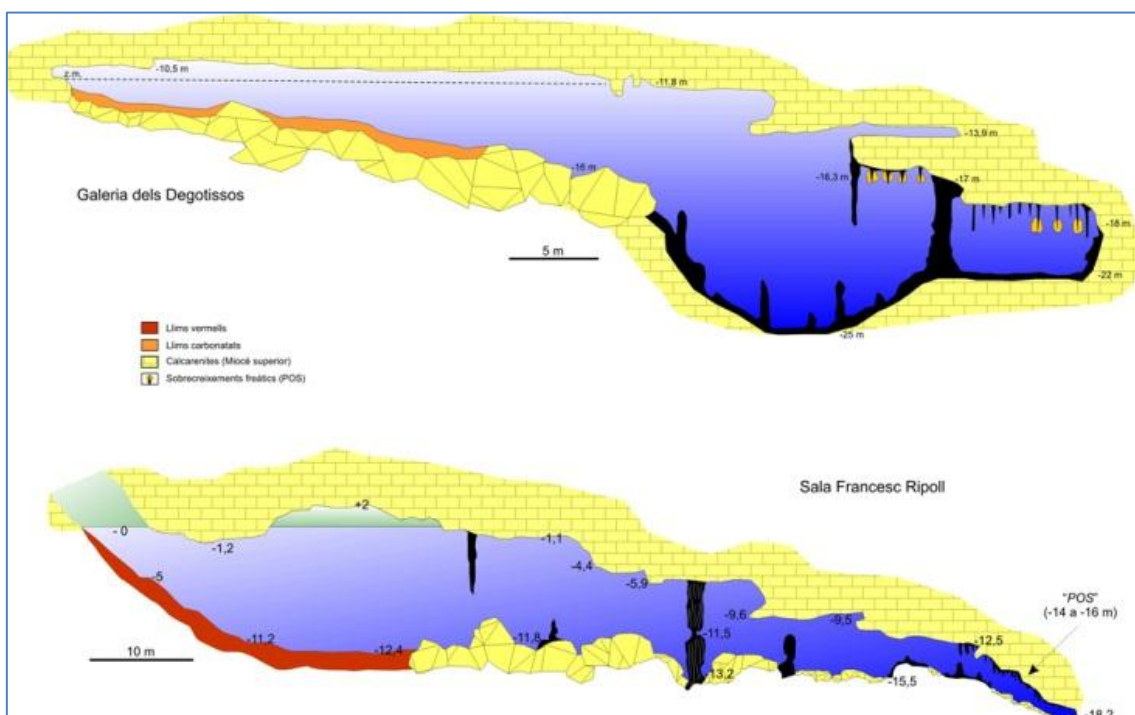 z.m.
-10,5 m
-11,8 m
-13,9 m
-16 m
-16,3 m
-17 m
-18 m
-22 m
-25 m
Galeria dels Degotissos
5 m
Llims vermells
Llims carbonatats
Calcarenites (Miocé superior)
Sobrecreixements freàtics (POS)
Sala Francesc Ripoll
+2
- 0
-1,2
-1,1
-5
-4,4
-5,9
"POS"
(-14 a -16 m)
-9,6
-9,5
-11,2
-12,4
-11,8
-11,5
-12,5
-13,2
-15,5
10 m
-18,2